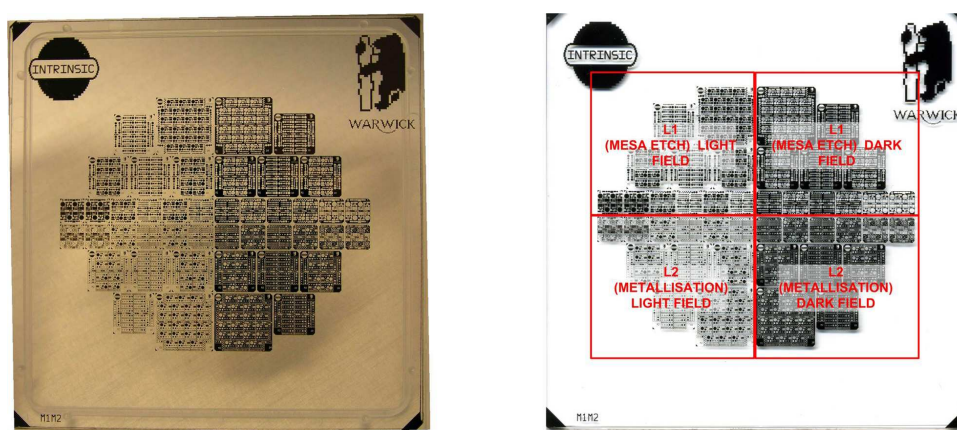 INTRINSIC
WARWICK
M1M2
INTRINSIC
WARWICK
L1
(MESA ETCH) LIGHT
FIELD
L1
(MESA ETCH) DARK
FIELD
L2
(METALLISATION)
LIGHT FIELD
L2
(METALLISATION)
DARK FIELD
M1M2